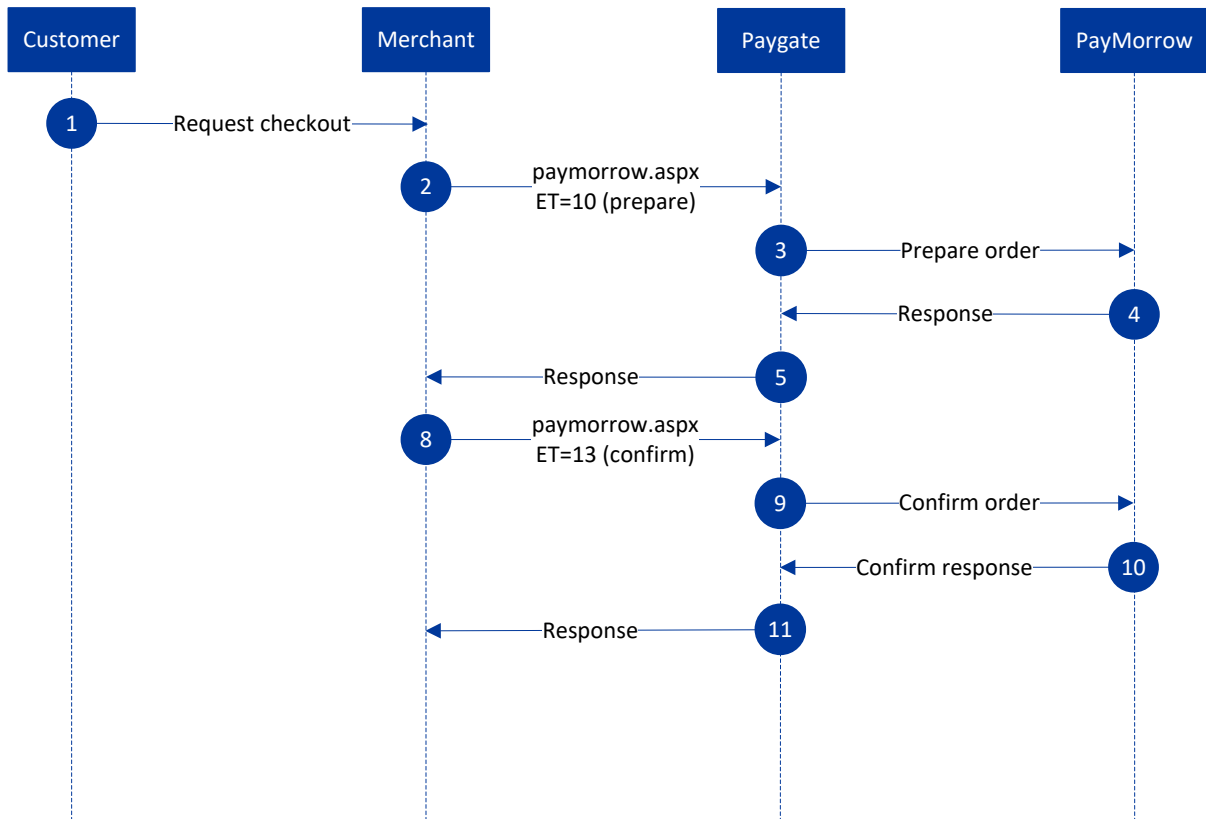 Customer
Merchant
Paygate
PayMorrow
1
Request checkout
2
paymorrow.aspx
ET=10 (prepare)
3
Prepare order
Response
4
Response
5
8
paymorrow.aspx
ET=13 (confirm)
9
Confirm order
Confirm response
10
Response
11